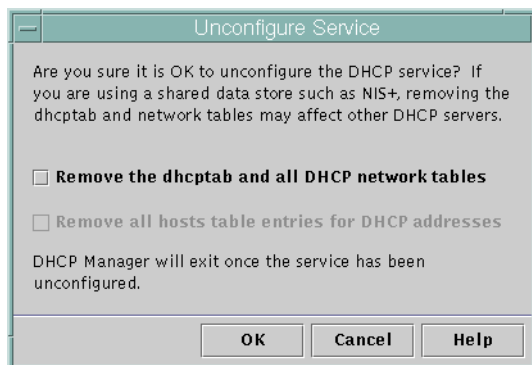 Unconfigure Service
Are you sure it is OK to unconfigure the DHCP service? If
you are using a shared data store such as NIS+, removing the
dhcptab and network tables may affect other DHCP servers.
Remove the dhcptab and all DHCP network tables
Remove all hosts table entries for DHCP addresses
DHCP Manager will exit once the service has been
unconfigured.
OK Cancel Help